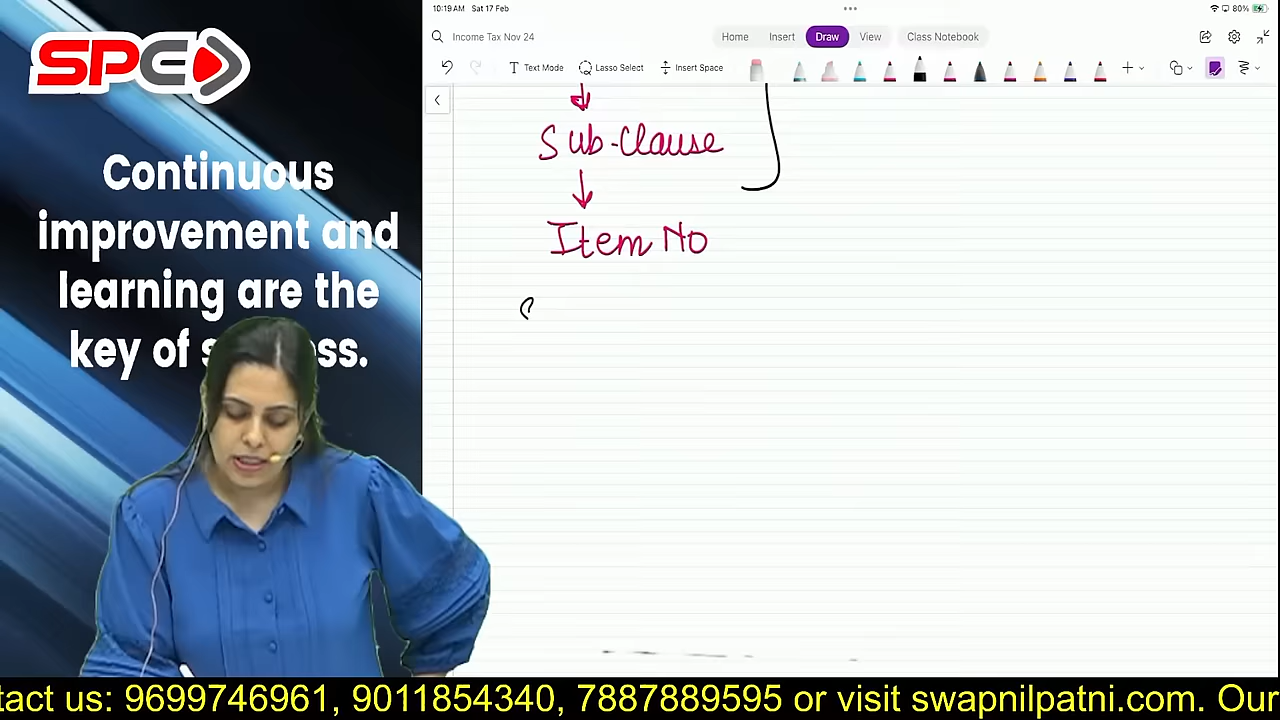 10:19 AM Sat 17 Feb
80%
Income Tax Nov 24
Home Insert Draw View Class Notebook
Text Mode Lasso Select Insert Space
SPC
Continuous
improvement and
learning are the
key of
Sub-Clause
Item No
tact us: 9699746961, 9011854340, 7887889595 or visit swapnilpatni.com. Our